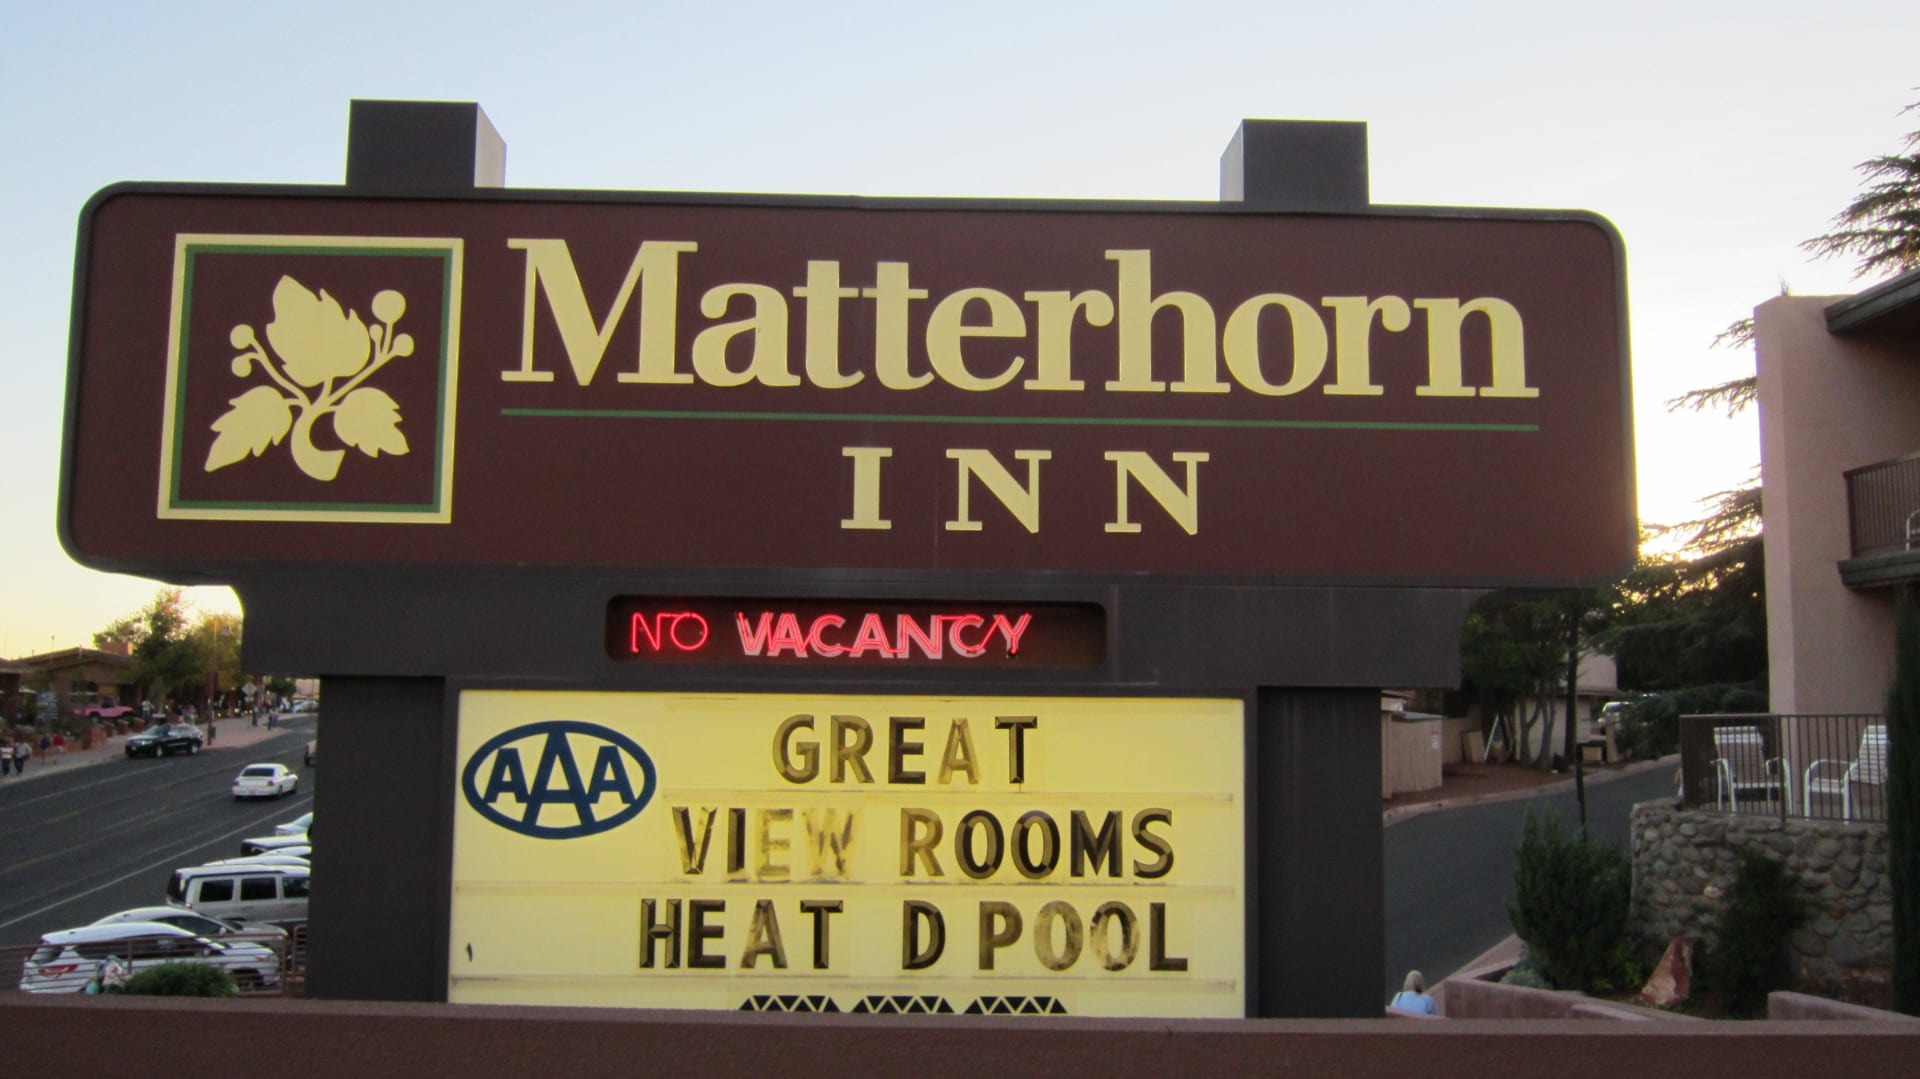 Matterhorn
INN
NO VACANCY
AAA
GREAT
VIEW ROOMS
HEAT D POOL